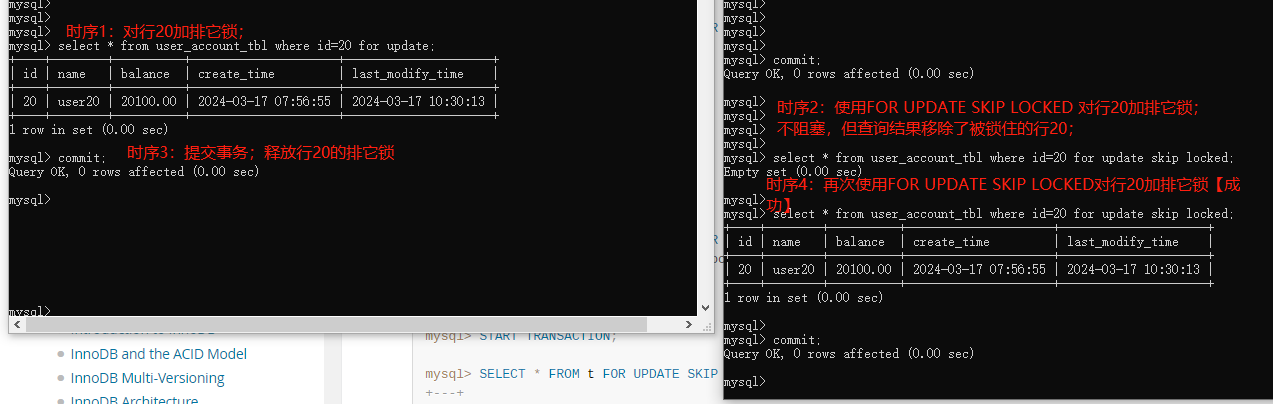 mysql>
mysql>
mysql> 时序1：对行20加排它锁；
mysql> select * from user_account_tbl where id=20 for update;
| id | name | balance | create_time | last_modify_time |
| 20 | user20 | 20100.00 | 2024-03-17 07:56:55 | 2024-03-17 10:30:13 |
1 row in set (0.00 sec)
mysql> commit; 时序3：提交事务；释放行20的排它锁
Query OK, 0 rows affected (0.00 sec)
mysql>
mysql>
InnoDB and the ACID Model
InnoDB Multi-Versioning
InnoDB Architecture
mysql> START TRANSACTION;
mysql> SELECT * FROM t FOR UPDATE SKIP
+---+
mysql>
mysql>
mysql>
mysql>
mysql> commit;
Query OK, 0 rows affected (0.00 sec)
mysql>
mysql> 时序2：使用FOR UPDATE SKIP LOCKED 对行20加排它锁；
mysql> 不阻塞，但查询结果移除了被锁住的行20；
mysql>
mysql> select * from user_account_tbl where id=20 for update skip locked;
Empty set (0.00 sec)
时序4：再次使用FOR UPDATE SKIP LOCKED对行20加排它锁【成
功】
mysql>
mysql> select * from user_account_tbl where id=20 for update skip locked;
| id | name | balance | create_time | last_modify_time |
| 20 | user20 | 20100.00 | 2024-03-17 07:56:55 | 2024-03-17 10:30:13 |
1 row in set (0.00 sec)
mysql>
mysql> commit;
Query OK, 0 rows affected (0.00 sec)
mysql>